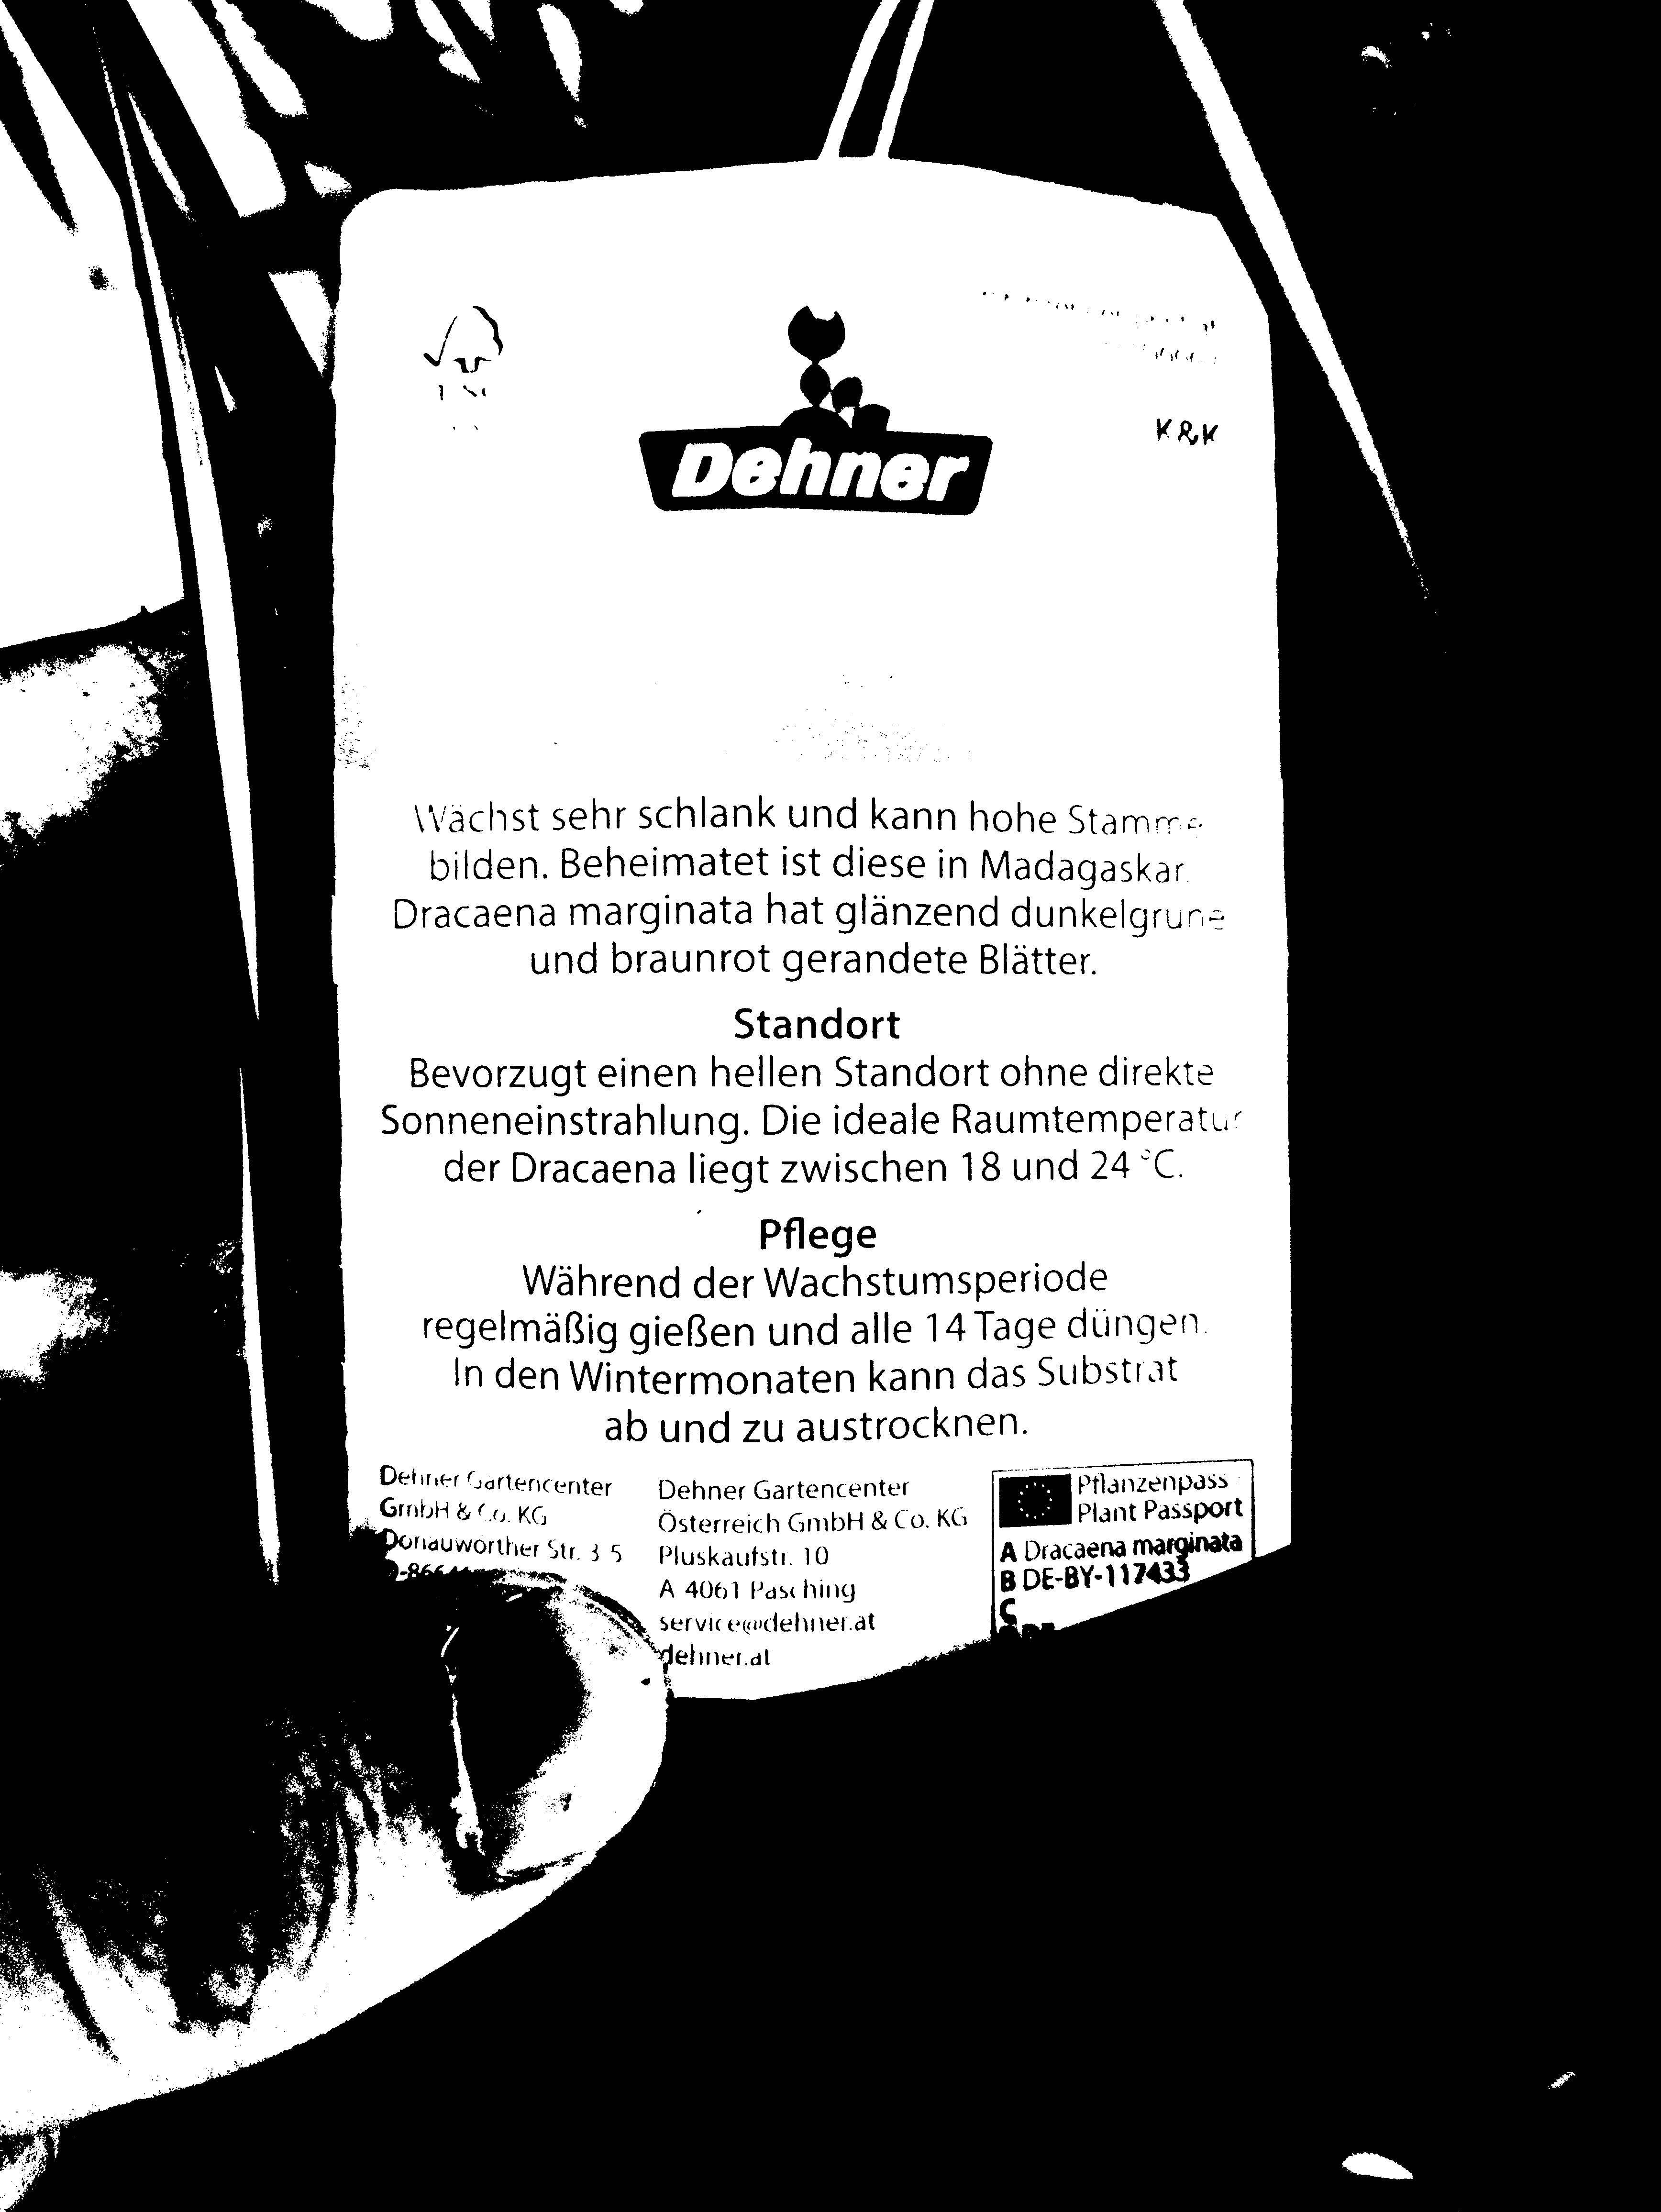 K&K
Dehner
Wächst sehr schlank und kann hohe Stämme
bilden. Beheimatet ist diese in Madagaskar.
Dracaena marginata hat glänzend dunkelgrüne
und braunrot gerandete Blätter.
Standort
Bevorzugt einen hellen Standort ohne direkte
Sonneneinstrahlung. Die ideale Raumtemperatur
der Dracaena liegt zwischen 18 und 24 °C.
Pflege
Während der Wachstumsperiode
regelmäßig gießen und alle 14 Tage düngen.
In den Wintermonaten kann das Substrat
ab und zu austrocknen.
Dehner Gartencenter
GmbH & Co. KG
Donauwörther Str. 3-5
Dehner Gartencenter
Österreich GmbH & Co. KG
Pluskaufstr. 10
A-4061 Pasching
service@dehner.at
dehner.at
Pflanzenpass
Plant Passport
A Dracaena marginata
B DE-BY-117433
C